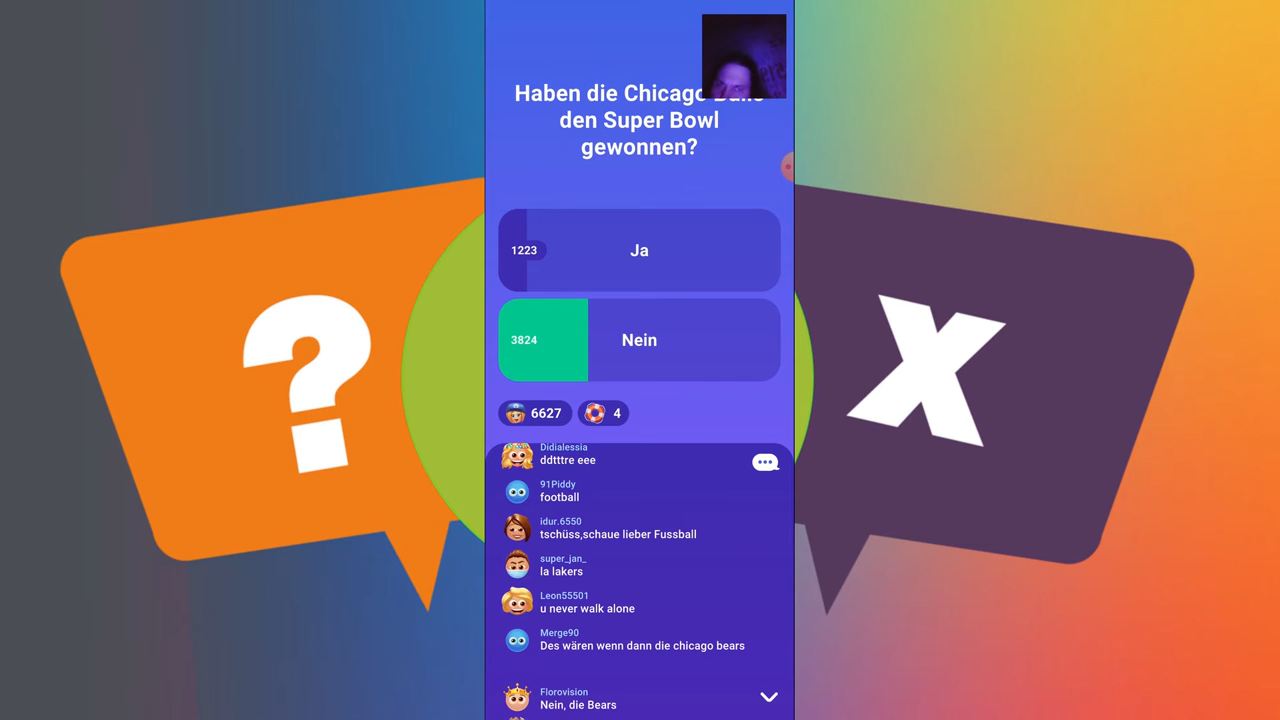 Haben die Chicago
den Super Bowl
gewonnen?
1223
Ja
3824
Nein
6627
4
?
X
Didialessia
ddtttre eee
91Piddy
football
idur.6550
tschüss,schaue lieber Fussball
super_jan_
la lakers
Leon55501
u never walk alone
Merge90
Des wären wenn dann die chicago bears
Florovision
Nein, die Bears